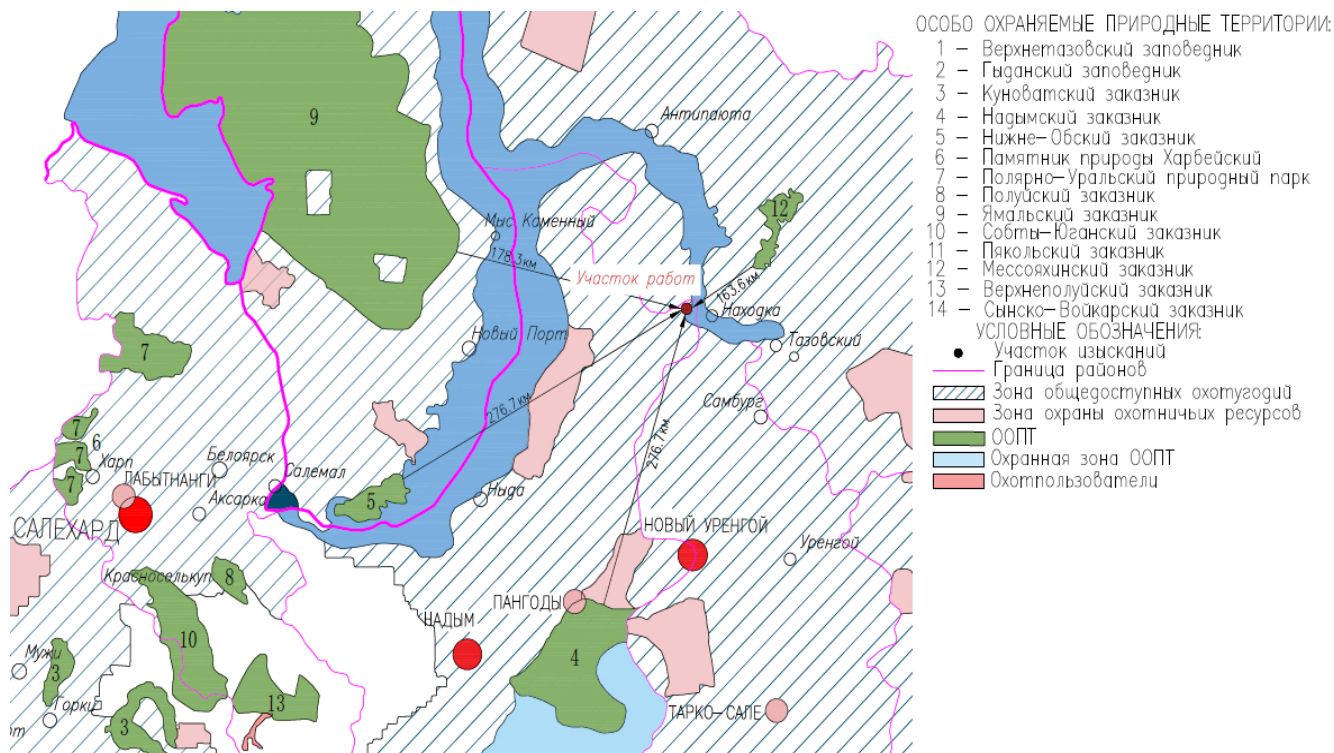 ОСОБО ОХРАНЯЕМЫЕ ПРИРОДНЫЕ ТЕРРИТОРИИ:
1 – Верхнетазовский заповедник
2 – Гыданский заповедник
3 – Куноватский заказник
4 – Надымский заказник
5 – Нижне–Обский заказник
6 – Памятник природы Харбейский
7 – Полярно–Уральский природный парк
8 – Полуйский заказник
9 – Ямальский заказник
10 – Собты–Юганский заказник
11 – Пякольский заказник
12 – Мессояхинский заказник
13 – Верхнеполуйский заказник
14 – Сынско–Войкарский заказник
УСЛОВНЫЕ ОБОЗНАЧЕНИЯ:
Участок изысканий
Граница районов
Зона общедоступных охотугодий
Зона охраны охотничьих ресурсов
ООПТ
Охранная зона ООПТ
Охотпользователи
9
Антипаюта
12
Мыс Каменный
178.3км
Участок работ
163.6км
Находка
Новый Порт
Тазовский
7
276.7км
Самбург
276.7км
7
6
7
Харп
7
Белоярск
Салемал
ЛАБЫТНАНГИ
Аксарка
5
Ныда
САЛЕХАРД
НОВЫЙ УРЕНГОЙ
Уренгой
Красноселькуп
8
ПАНГОДЫ
НАДЫМ
10
4
Мужи
3
13
Горки
3
ТАРКО–САЛЕ